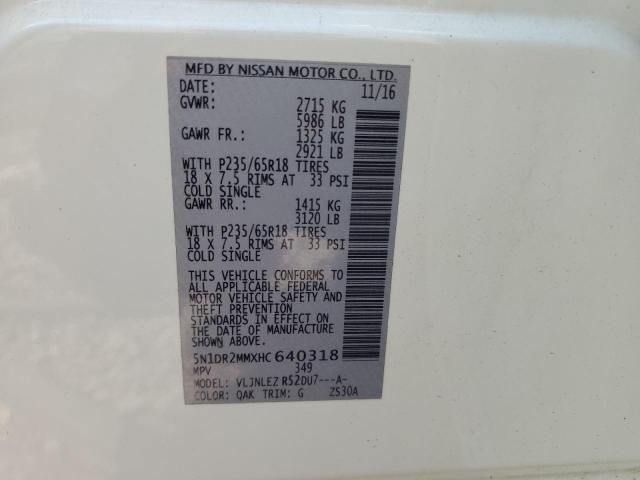 MFD BY NISSAN MOTOR CO., LTD.
DATE: 11/16
GVWR: 2715 KG
5986 LB
GAWR FR.: 1325 KG
2921 LB
WITH P235/65R18 TIRES
18 X 7.5 RIMS AT 33 PSI
COLD SINGLE
GAWR RR.: 1415 KG
3120 LB
WITH P235/65R18 TIRES
18 X 7.5 RIMS AT 33 PSI
COLD SINGLE
THIS VEHICLE CONFORMS TO
ALL APPLICABLE FEDERAL
MOTOR VEHICLE SAFETY AND
THEFT PREVENTION
STANDARDS IN EFFECT ON
THE DATE OF MANUFACTURE
SHOWN ABOVE.
5N1DR2MMXHC 640318
MPV 349
MODEL: VLJNLEZ R52DU7---A-
COLOR: QAK TRIM: G ZS30A